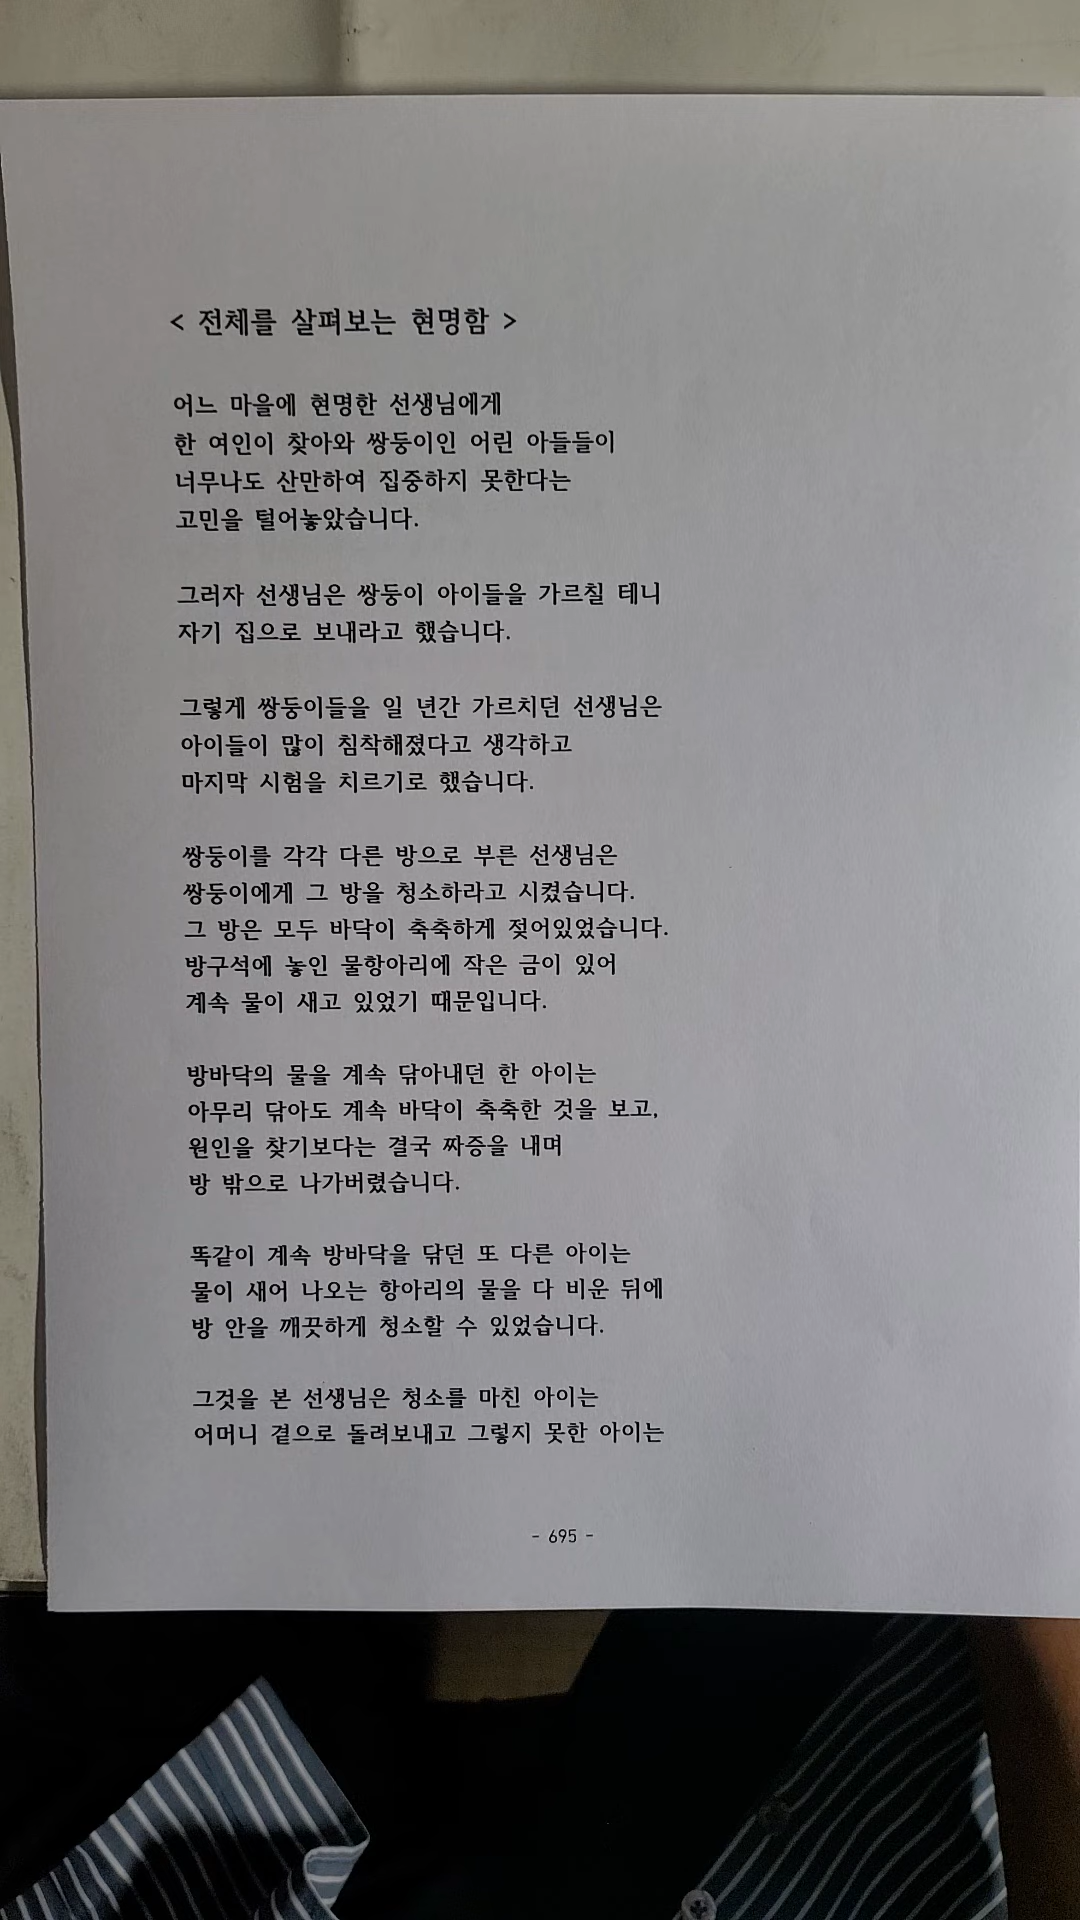 < 전체를 살펴보는 현명함 >
어느 마을에 현명한 선생님에게
한 여인이 찾아와 쌍둥이인 어린 아들들이
너무나도 산만하여 집중하지 못한다는
고민을 털어놓았습니다.
그러자 선생님은 쌍둥이 아이들을 가르칠 테니
자기 집으로 보내라고 했습니다.
그렇게 쌍둥이들을 일 년간 가르치던 선생님은
아이들이 많이 침착해졌다고 생각하고
마지막 시험을 치르기로 했습니다.
쌍둥이를 각각 다른 방으로 부른 선생님은
쌍둥이에게 그 방을 청소하라고 시켰습니다.
그 방은 모두 바닥이 축축하게 젖어있었습니다.
방구석에 놓인 물항아리에 작은 금이 있어
계속 물이 새고 있었기 때문입니다.
방바닥의 물을 계속 닦아내던 한 아이는
아무리 닦아도 계속 바닥이 축축한 것을 보고,
원인을 찾기보다는 결국 짜증을 내며
방 밖으로 나가버렸습니다.
똑같이 계속 방바닥을 닦던 또 다른 아이는
물이 새어 나오는 항아리의 물을 다 비운 뒤에
방 안을 깨끗하게 청소할 수 있었습니다.
그것을 본 선생님은 청소를 마친 아이는
어머니 곁으로 돌려보내고 그렇지 못한 아이는
- 695 -